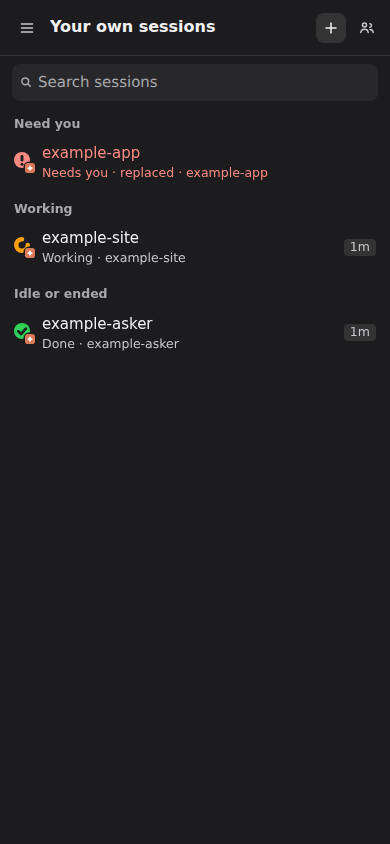 Your own sessions
Search sessions
Need you
example-app
Needs you · replaced · example-app
Working
example-site
Working · example-site
1m
Idle or ended
example-asker
Done · example-asker
1m